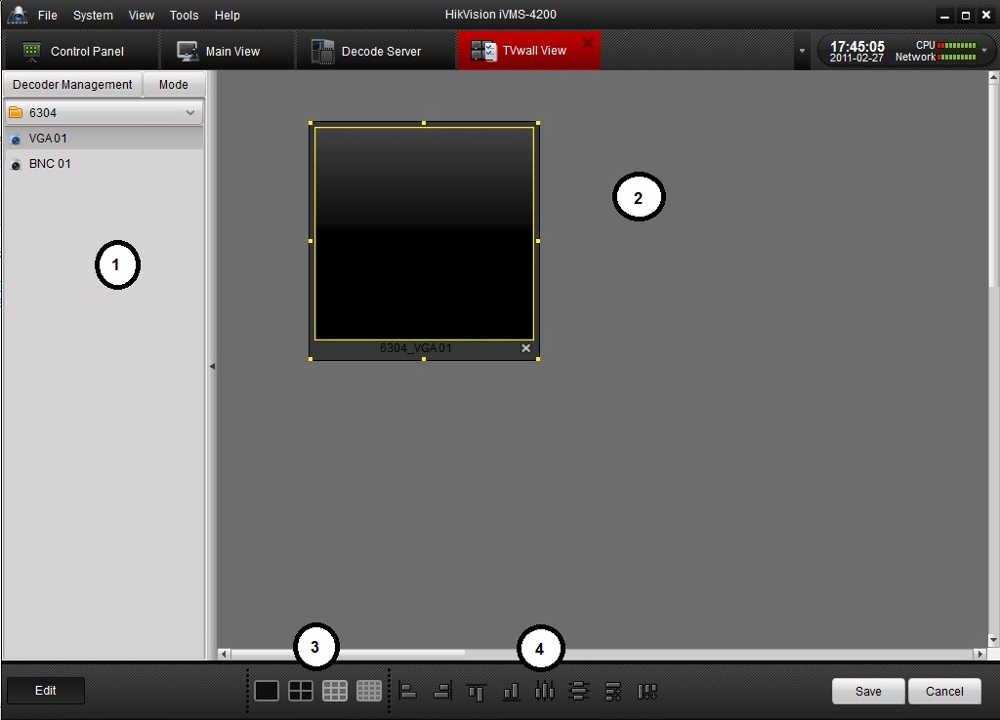 File System View Tools Help HikVision iVMS-4200
Control Panel Main View Decode Server TVwall View 17:45:05 CPU
2011-02-27 Network
Decoder Management Mode
6304
VGA 01
BNC 01
2
1
6304_VGA 01
3
4
Edit Save Cancel